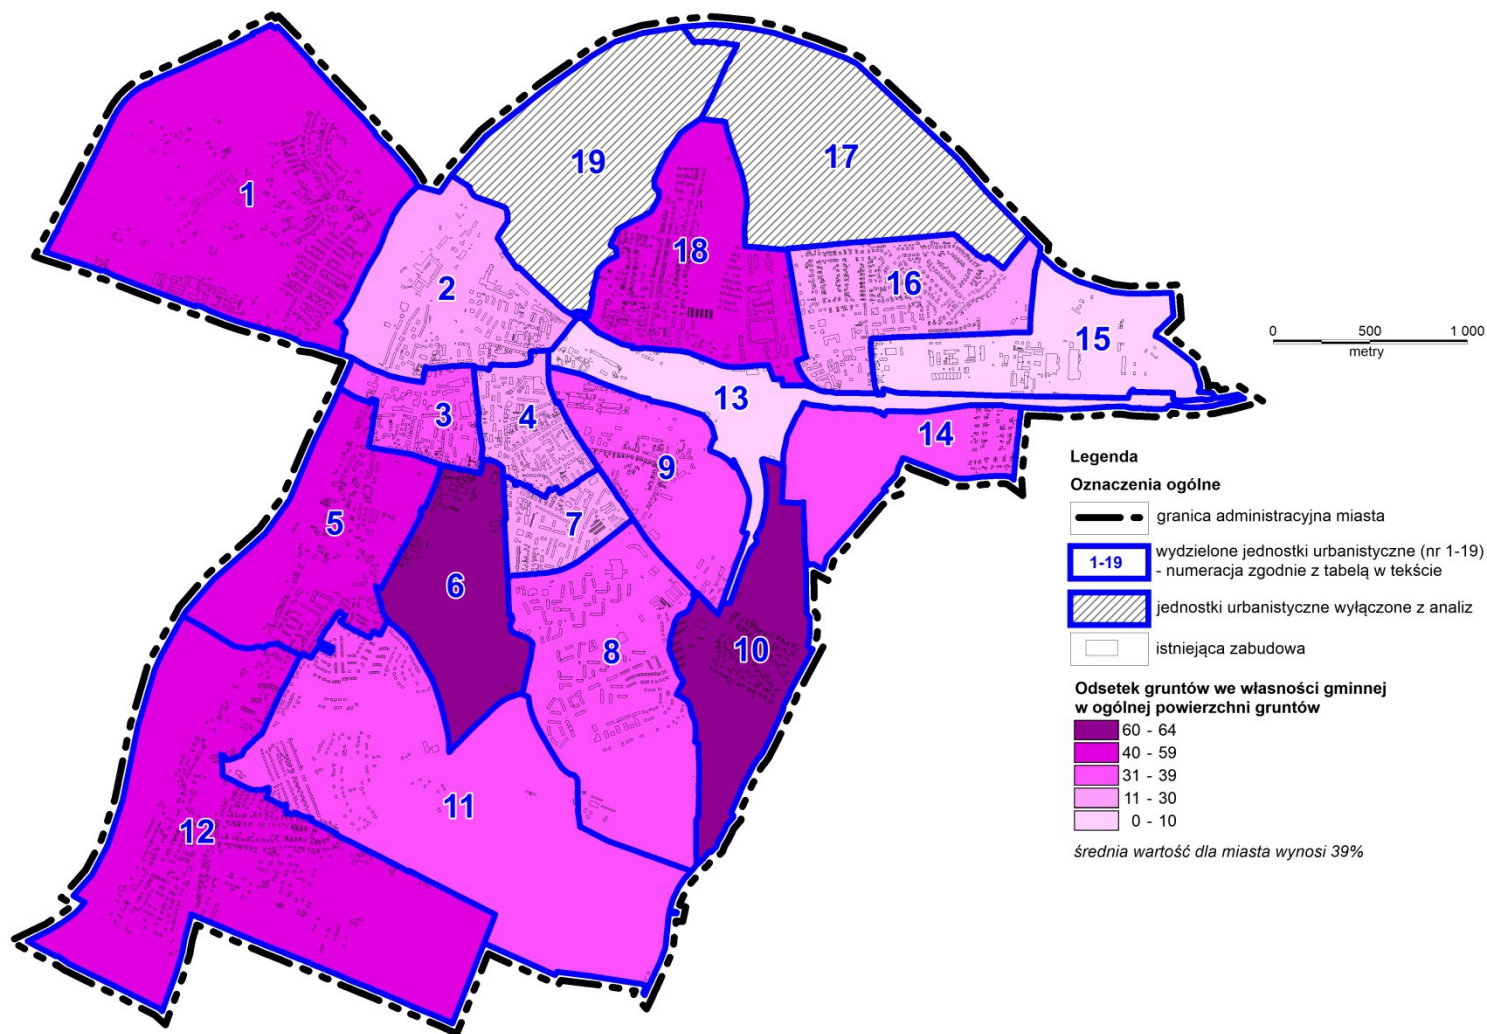 19
17
1
18
2
16
15
0 500 1 000
metry
13
3
4
14
9
5
7
6
8
10
11
12
Legenda
Oznaczenia ogólne
granica administracyjna miasta
1-19
wydzielone jednostki urbanistyczne (nr 1-19)
- numeracja zgodnie z tabelą w tekście
jednostki urbanistyczne wyłączone z analiz
istniejąca zabudowa
Odsetek gruntów we własności gminnej
w ogólnej powierzchni gruntów
60 - 64
40 - 59
31 - 39
11 - 30
0 - 10
średnia wartość dla miasta wynosi 39%